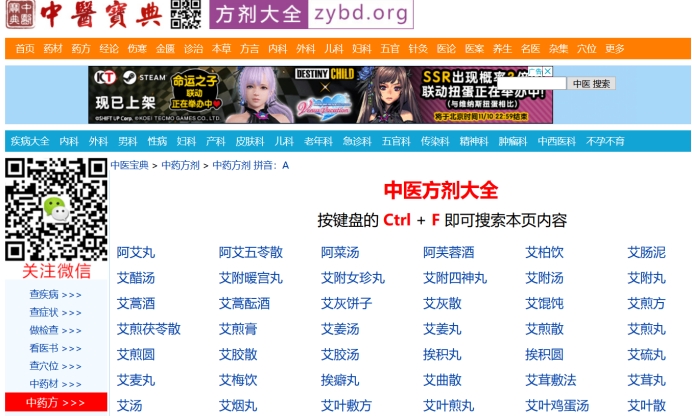 中醫寶典 中醫寶典 方剂大全 zybd.org
首页 药材 药方 经论 伤寒 金匮 诊治 本草 方言 内科 外科 儿科 妇科 五官 针灸 医论 医案 养生 名医 杂集 穴位 更多
KT STEAM 命运之子 DESTINY CHILD SSR出现概率
联动
现已上架 正在举办中 Venus Vacation 联动扭蛋正在举办中!
(与维纳斯扭蛋相比)
©SHIFT UP Corp. ©KOEI TECMO GAMES CO., LTD. 将于北京时间11/10 22:59结束
中医 搜索
疾病大全 内科 外科 男科 性病 妇科 产科 皮肤科 儿科 老年科 急诊科 五官科 传染科 精神科 肿瘤科 中西医科 不孕不育
中医宝典 > 中药方剂 > 中药方剂 拼音：A
中医方剂大全
按键盘的 Ctrl + F 即可搜索本页内容
关注微信
查疾病 >>>
查症状 >>>
做检查 >>>
看医书 >>>
查穴位 >>>
中药材 >>>
中药方 >>>
阿艾丸 阿艾五苓散 阿菜汤 阿芙蓉酒 艾柏饮 艾肠泥
艾醋汤 艾附暖宫丸 艾附女珍丸 艾附四神丸 艾附汤 艾附丸
艾蒿酒 艾蒿酝酒 艾灰饼子 艾灰散 艾馄饨 艾煎方
艾煎茯苓散 艾煎膏 艾姜汤 艾姜丸 艾煎散 艾煎丸
艾煎圆 艾胶散 艾胶汤 挨积丸 挨积圆 艾硫丸
艾麦丸 艾梅饮 挨癖丸 艾曲散 艾茸敷法 艾茸丸
艾汤 艾烟丸 艾叶敷方 艾叶煎丸 艾叶鸡蛋汤 艾叶散